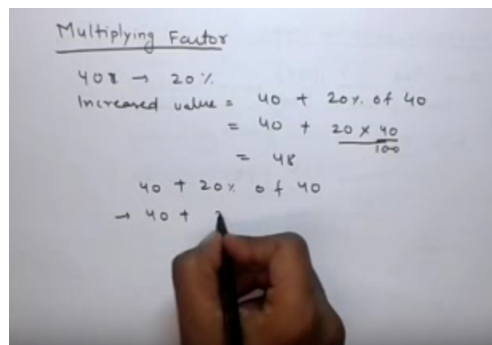 Multiplying Factor
40₹ → 20%
Increased value = 40 + 20% of 40
= 40 + 20 × 40
100
= 48
40 + 20% of 40
→ 40 +